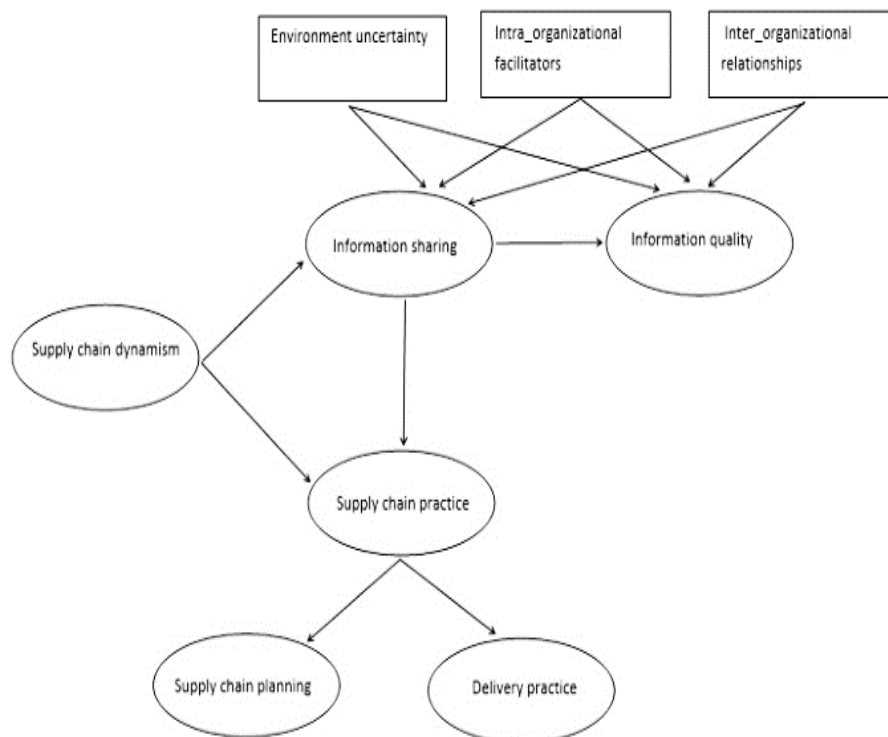 Environment uncertainty
Intra_organizational
facilitators
Inter_organizational
relationships
Information sharing
Information quality
Supply chain dynamism
Supply chain practice
Supply chain planning
Delivery practice